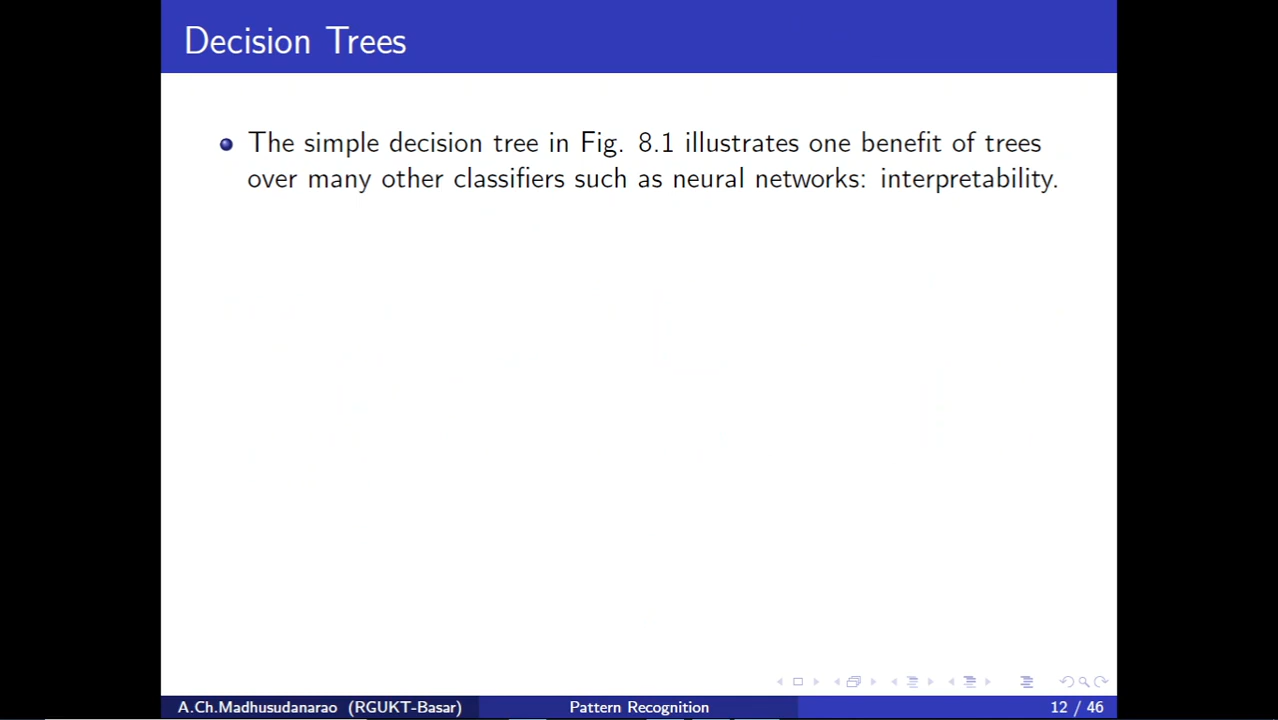 Decision Trees
The simple decision tree in Fig. 8.1 illustrates one benefit of trees
over many other classifiers such as neural networks: interpretability.
A.Ch.Madhusudanarao (RGUKT-Basar) Pattern Recognition 12 / 46